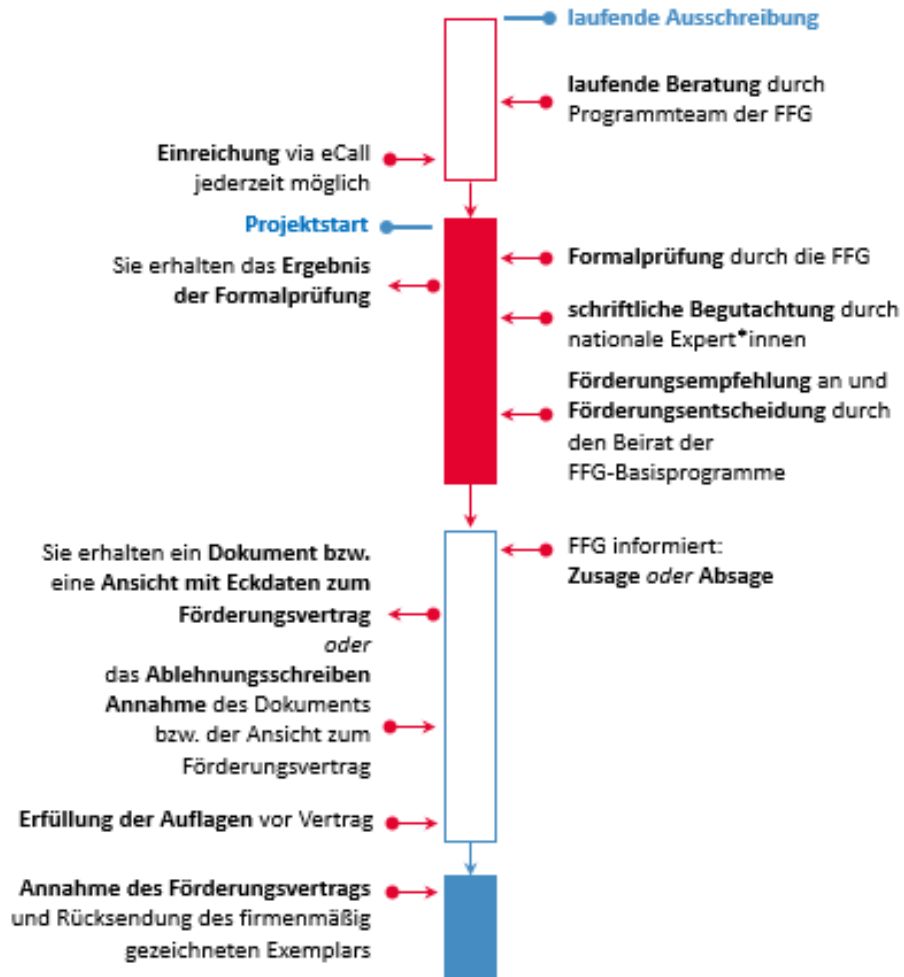 laufende Ausschreibung
laufende Beratung durch
Programmteam der FFG
Einreichung via eCall
jederzeit möglich
Projektstart
Sie erhalten das Ergebnis
der Formalprüfung
Formalprüfung durch die FFG
schriftliche Begutachtung durch
nationale Expert*innen
Förderungsempfehlung an und
Förderungsentscheidung durch
den Beirat der
FFG-Basisprogramme
FFG informiert:
Zusage oder Absage
Sie erhalten ein Dokument bzw.
eine Ansicht mit Eckdaten zum
Förderungsvertrag
oder
das Ablehnungsschreiben
Annahme des Dokuments
bzw. der Ansicht zum
Förderungsvertrag
Erfüllung der Auflagen vor Vertrag
Annahme des Förderungsvertrags
und Rücksendung des firmenmäßig
gezeichneten Exemplars